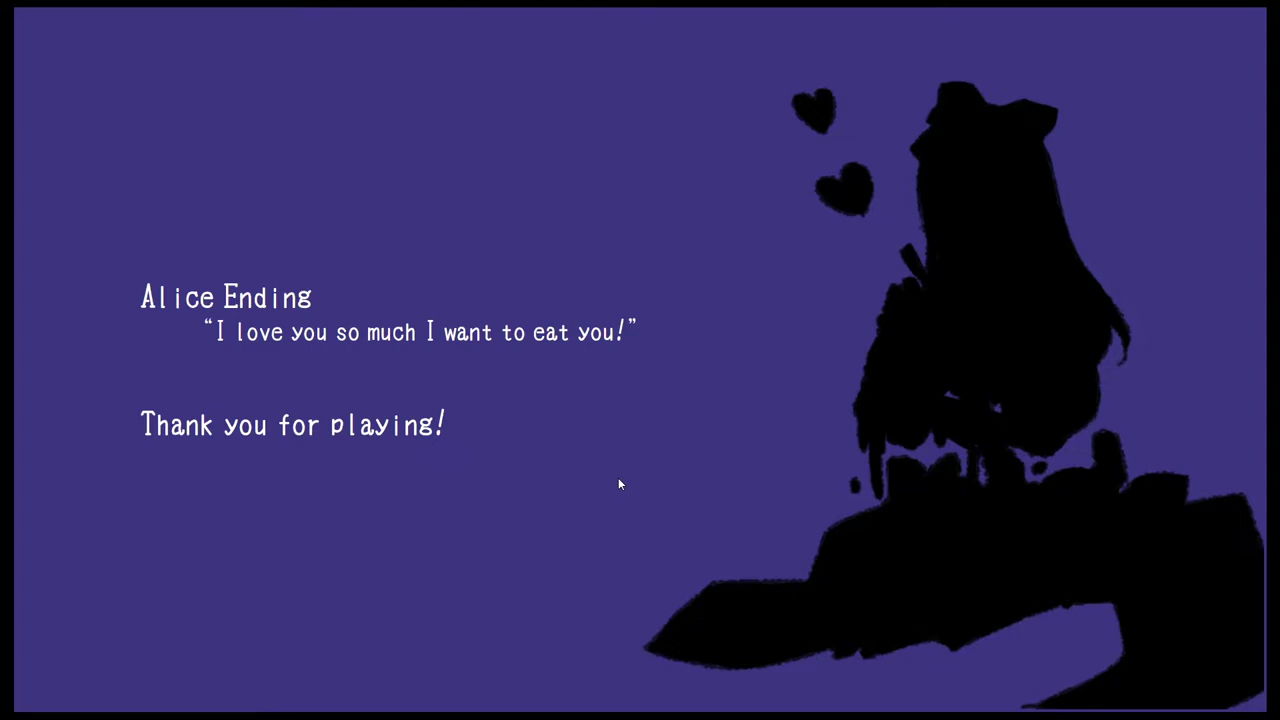 Alice Ending
“I love you so much I want to eat you!”
Thank you for playing!